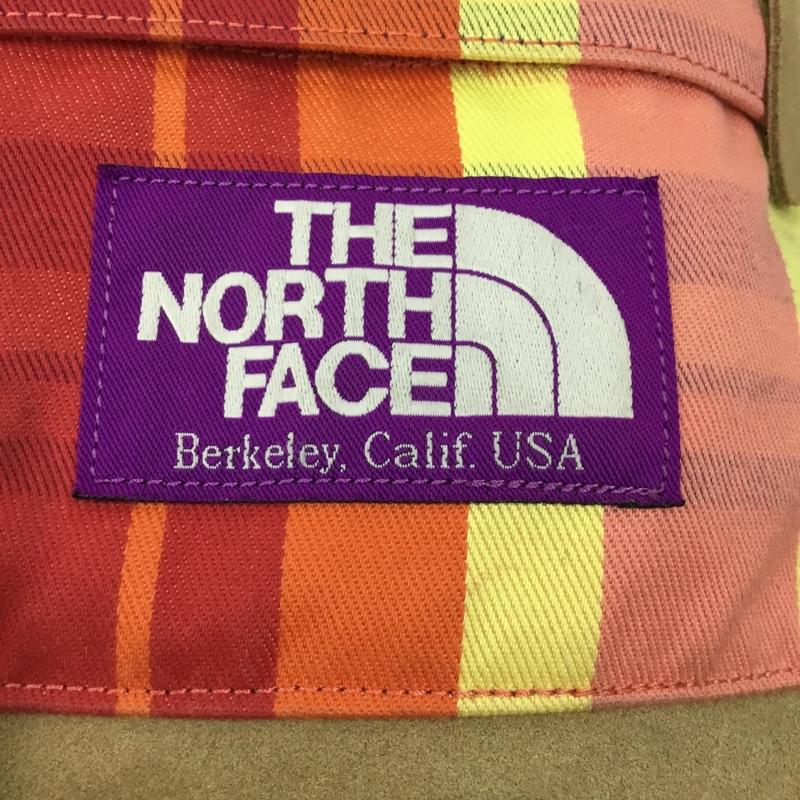 THE
NORTH
FACE
Berkeley, Calif. USA